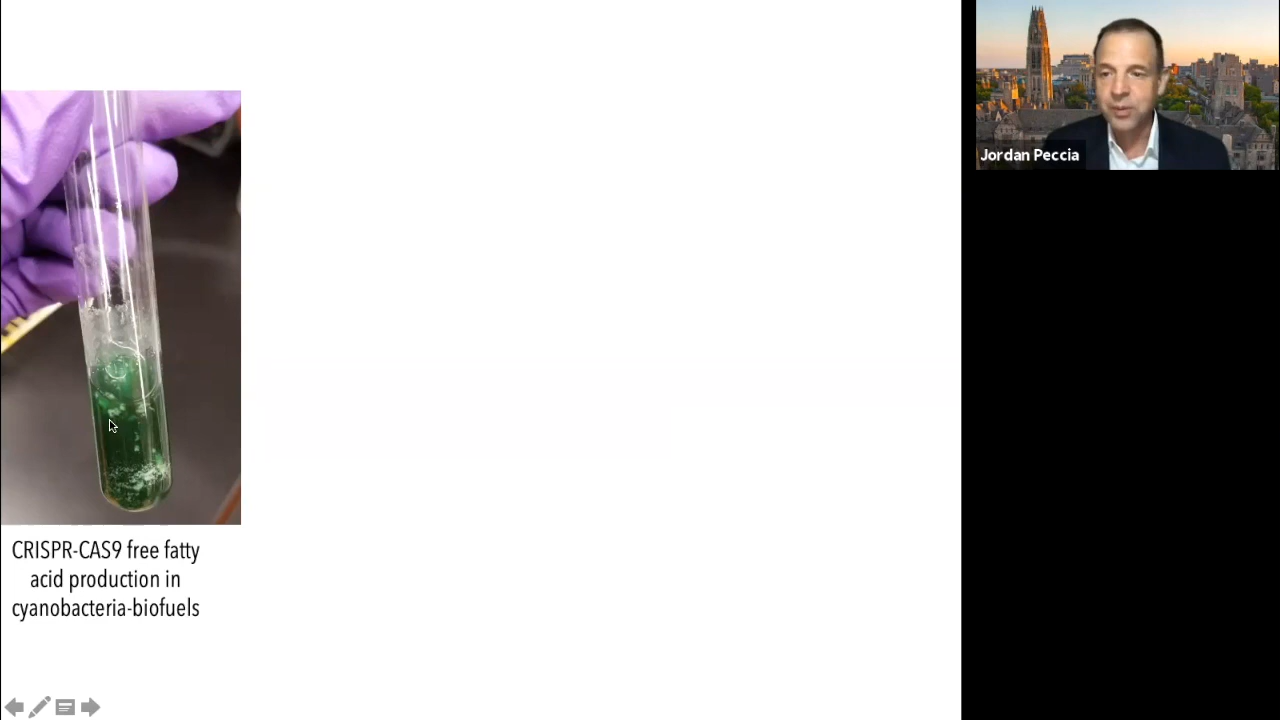 Jordan Peccia
CRISPR-CAS9 free fatty
acid production in
cyanobacteria-biofuels